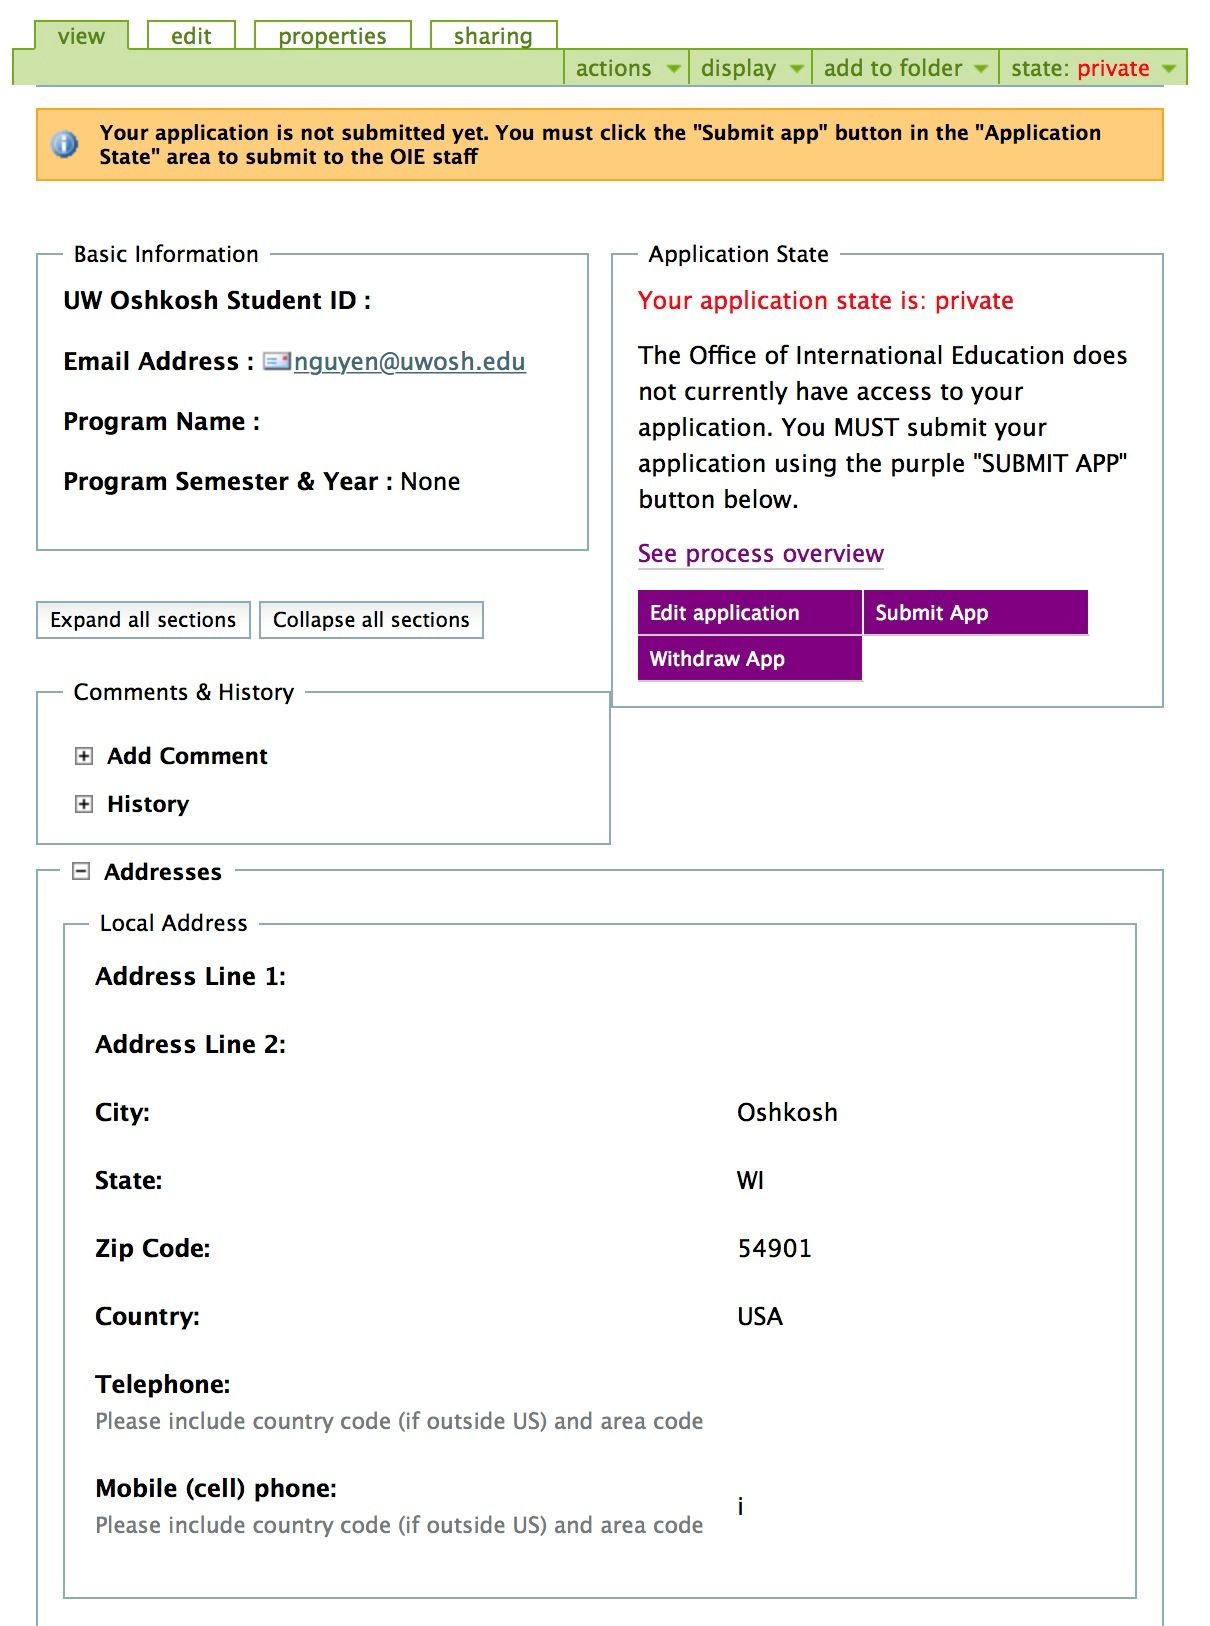 view edit properties sharing
actions display add to folder state: private
Your application is not submitted yet. You must click the "Submit app" button in the "Application
State" area to submit to the OIE staff
Basic Information
UW Oshkosh Student ID :
Email Address : nguyen@uwosh.edu
Program Name :
Program Semester & Year : None
Application State
Your application state is: private
The Office of International Education does
not currently have access to your
application. You MUST submit your
application using the purple "SUBMIT APP"
button below.
See process overview
Edit application Submit App
Withdraw App
Expand all sections Collapse all sections
Comments & History
Add Comment
History
Addresses
Local Address
Address Line 1:
Address Line 2:
City: Oshkosh
State: WI
Zip Code: 54901
Country: USA
Telephone:
Please include country code (if outside US) and area code
Mobile (cell) phone: i
Please include country code (if outside US) and area code